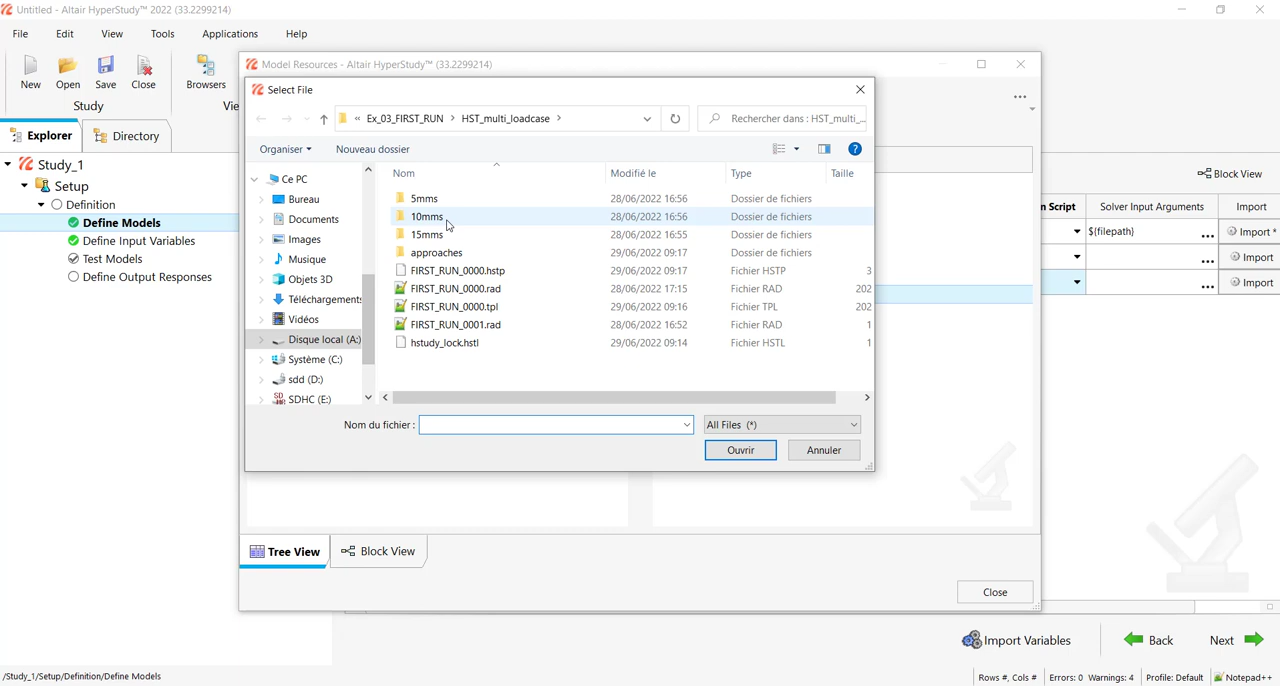 Untitled - Altair HyperStudy™ 2022 (33.2299214)
File Edit View Tools Applications Help
New Open Save Close Browsers
Study Vie
Explorer Directory
Study_1
Setup
Definition
Define Models
Define Input Variables
Test Models
Define Output Responses
Model Resources - Altair HyperStudy™ (33.2299214)
Select File
« Ex_03_FIRST_RUN > HST_multi_loadcase >
Rechercher dans : HST_multi_...
Organiser Nouveau dossier
Ce PC
Bureau
Documents
Images
Musique
Objets 3D
Téléchargements
Vidéos
Disque local (A:)
Système (C:)
sdd (D:)
SDHC (E:)
Nom Modifié le Type Taille
5mms 28/06/2022 16:56 Dossier de fichiers
10mms 28/06/2022 16:56 Dossier de fichiers
15mms 28/06/2022 16:55 Dossier de fichiers
approaches 29/06/2022 09:17 Dossier de fichiers
FIRST_RUN_0000.hstp 29/06/2022 09:17 Fichier HSTP 3
FIRST_RUN_0000.rad 28/06/2022 17:15 Fichier RAD 202
FIRST_RUN_0000.tpl 29/06/2022 09:16 Fichier TPL 202
FIRST_RUN_0001.rad 28/06/2022 16:52 Fichier RAD 1
hstudy_lock.hstl 29/06/2022 09:14 Fichier HSTL 1
Nom du fichier : All Files (*)
Ouvrir Annuler
Block View
n Script Solver Input Arguments Import
${filepath} ... Import *
... Import
... Import
Tree View Block View
Close
Import Variables Back Next
/Study_1/Setup/Definition/Define Models
Rows #, Cols # Errors: 0 Warnings: 4 Profile: Default Notepad++